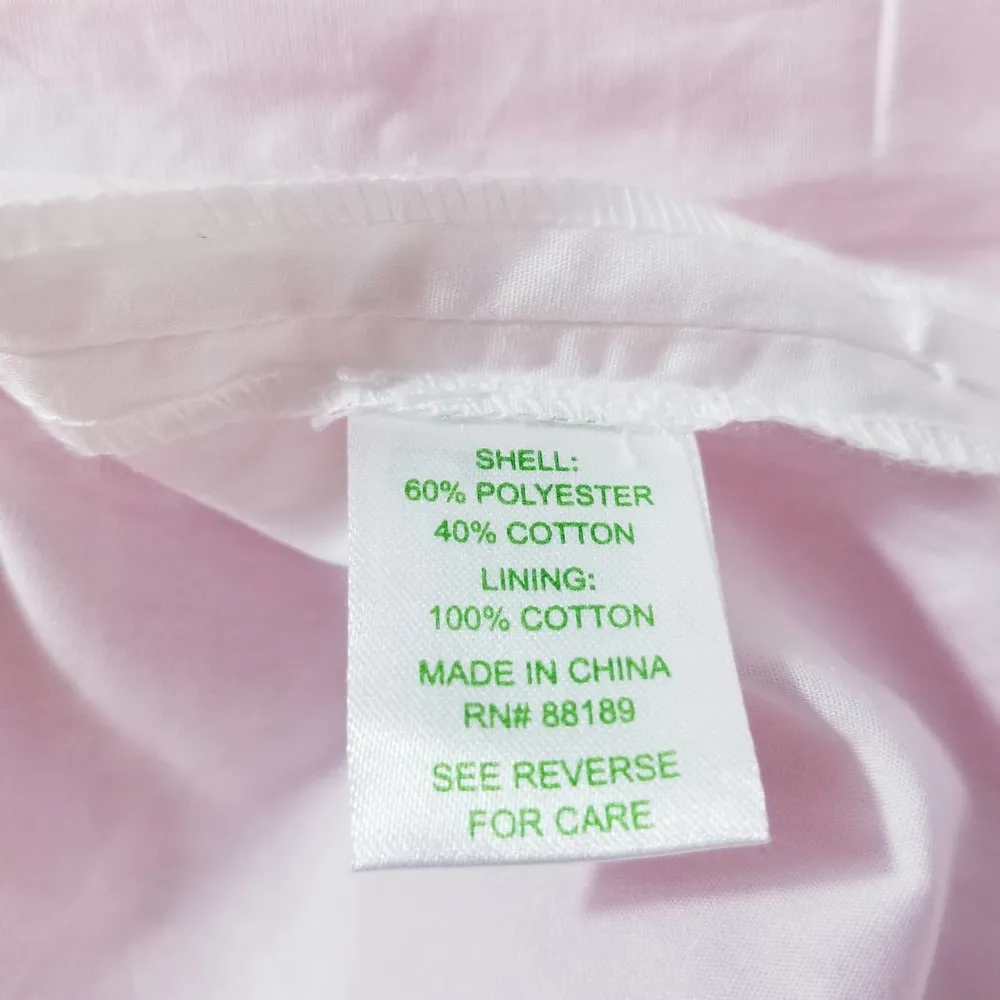 SHELL:
60% POLYESTER
40% COTTON
LINING:
100% COTTON
MADE IN CHINA
RN# 88189
SEE REVERSE
FOR CARE